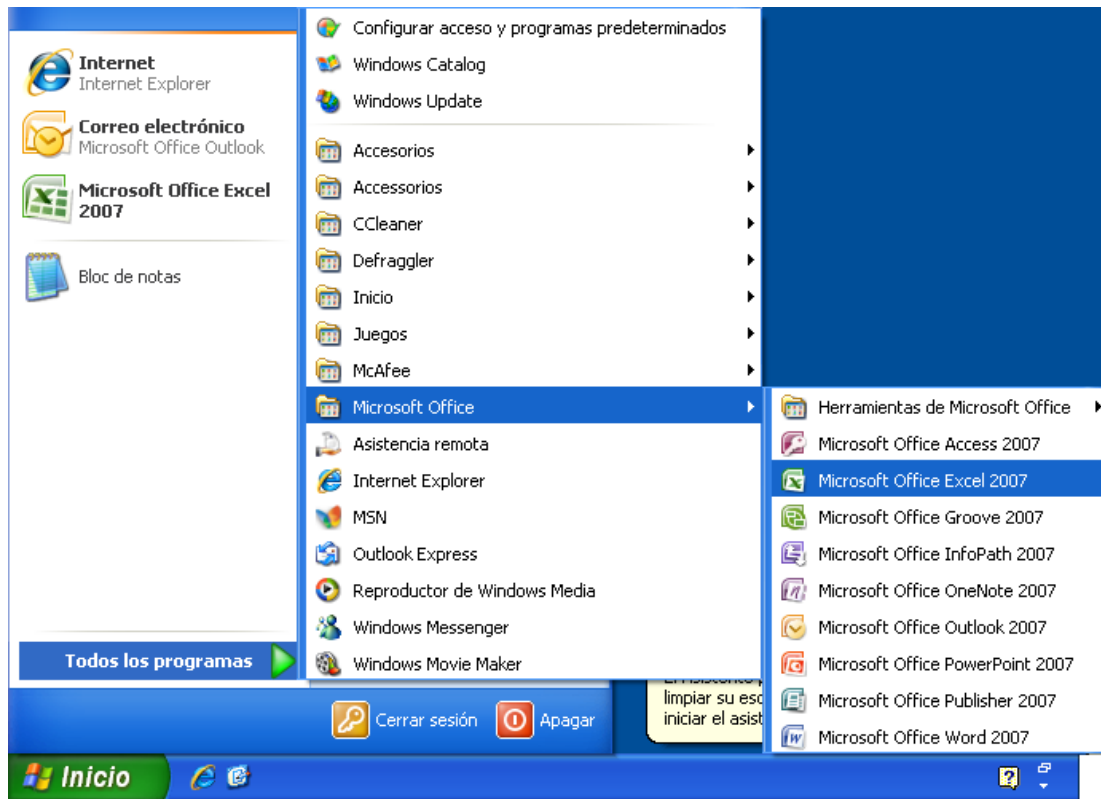 Internet
Internet Explorer
Correo electrónico
Microsoft Office Outlook
Microsoft Office Excel
2007
Bloc de notas
Todos los programas
Configurar acceso y programas predeterminados
Windows Catalog
Windows Update
Accesorios
Accessorios
CCleaner
Defraggler
Inicio
Juegos
McAfee
Microsoft Office
Asistencia remota
Internet Explorer
MSN
Outlook Express
Reproductor de Windows Media
Windows Messenger
Windows Movie Maker
Herramientas de Microsoft Office
Microsoft Office Access 2007
Microsoft Office Excel 2007
Microsoft Office Groove 2007
Microsoft Office InfoPath 2007
Microsoft Office OneNote 2007
Microsoft Office Outlook 2007
Microsoft Office PowerPoint 2007
Microsoft Office Publisher 2007
Microsoft Office Word 2007
limpiar su
iniciar el
Cerrar sesión
Apagar
Inicio